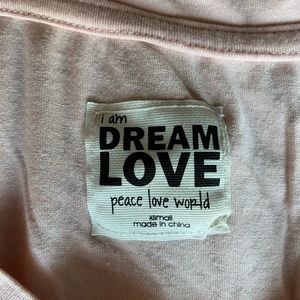 i am
DREAM
LOVE
peace love world
xsmall
made in china